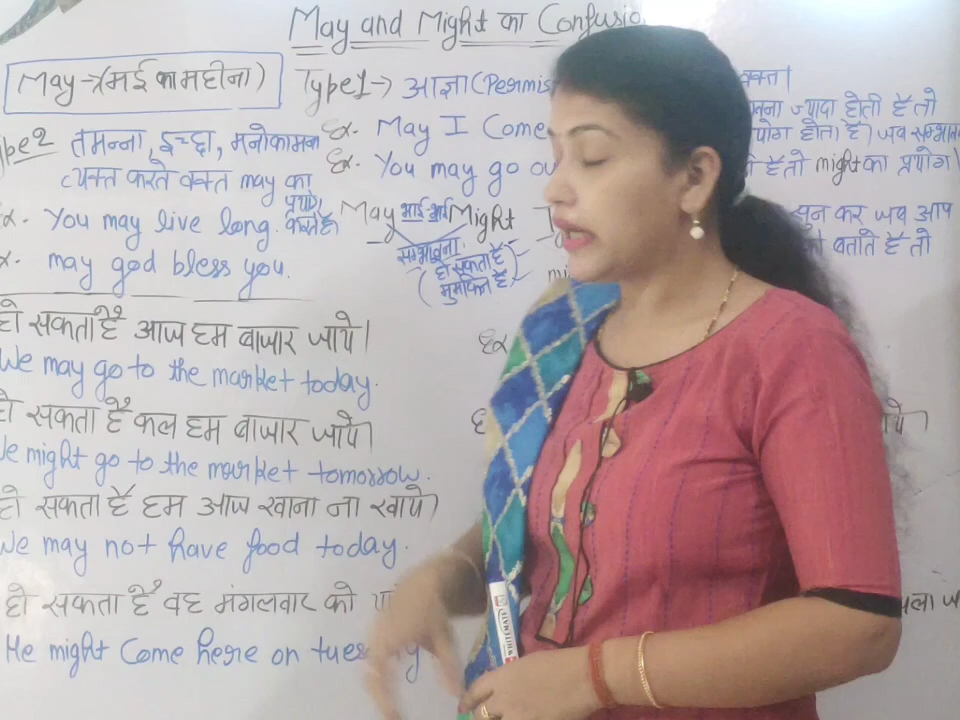 May and Might का Confusio
May → (मई का महीना)
Type1 → आज्ञा (Permis
वक्त।
ज्यादा होती है तो
Ex. May I Come
होता है। जब
Ex. You may go ou
है तो might का प्रयोग
Type 2 तमन्ना, इच्छा, मनोकामना
व्यक्त करते वक्त may का
प्रयोग
करते है
Ex. You may live long.
Ex. may god bless you.
May भाई भाई Might
सम्भावना
(हो सकता है)
(मुमकिन है)
सुन कर जब आप
बताते हैं तो
Ex
हो सकता है आज हम बाजार जाये।
We may go to the market today.
हो सकता है कल हम बाजार जाये।
We might go to the market tomorrow.
हो सकता है हम आज खाना ना खाये।
We may not have food today.
हो सकता है वह मंगलवार को
He might Come here on tues